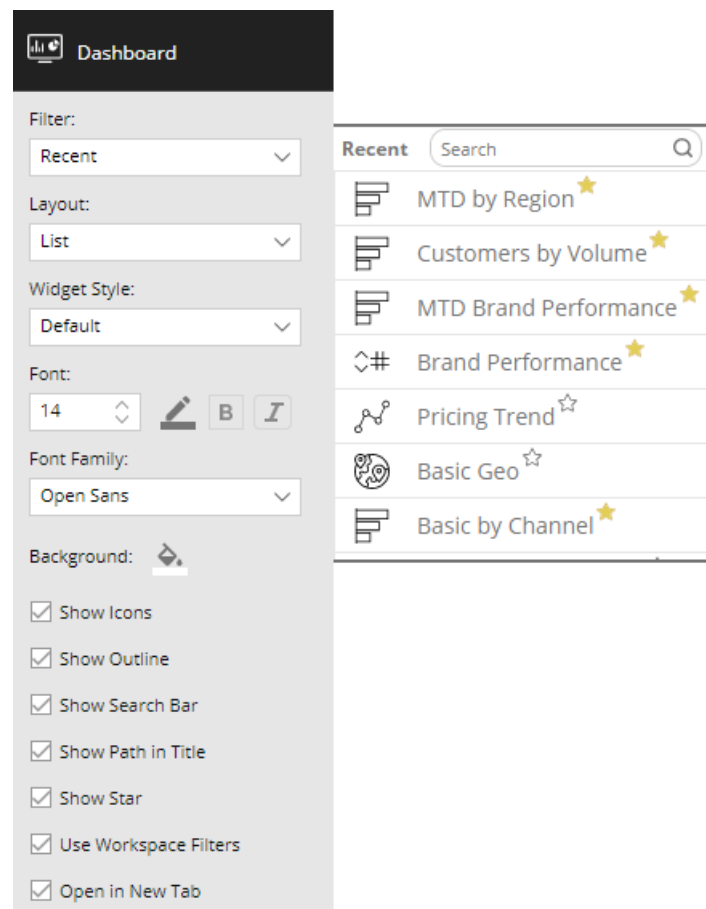 Dashboard
Filter:
Recent
Layout:
List
Widget Style:
Default
Font:
14 B I
Font Family:
Open Sans
Background:
Show Icons
Show Outline
Show Search Bar
Show Path in Title
Show Star
Use Workspace Filters
Open in New Tab
Recent Search
MTD by Region
Customers by Volume
MTD Brand Performance
# Brand Performance
Pricing Trend
Basic Geo
Basic by Channel